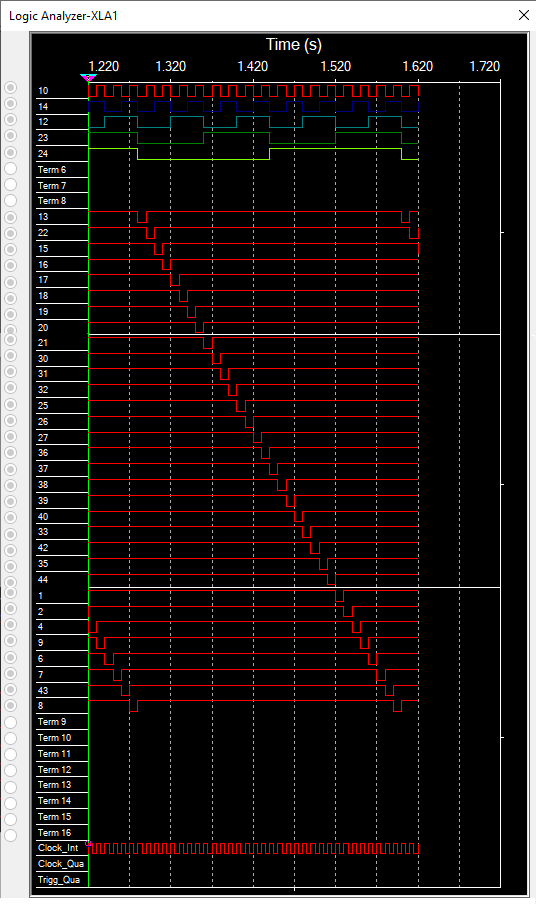 Logic Analyzer-XLA1
Time (s)
1.220 1.320 1.420 1.520 1.620 1.720
10
14
12
23
24
Term 6
Term 7
Term 8
13
22
15
16
17
18
19
20
21
30
31
32
25
26
27
36
37
38
39
40
33
42
35
44
1
2
4
9
6
7
43
8
Term 9
Term 10
Term 11
Term 12
Term 13
Term 14
Term 15
Term 16
Clock_Int
Clock_Qua
Trigg_Qua